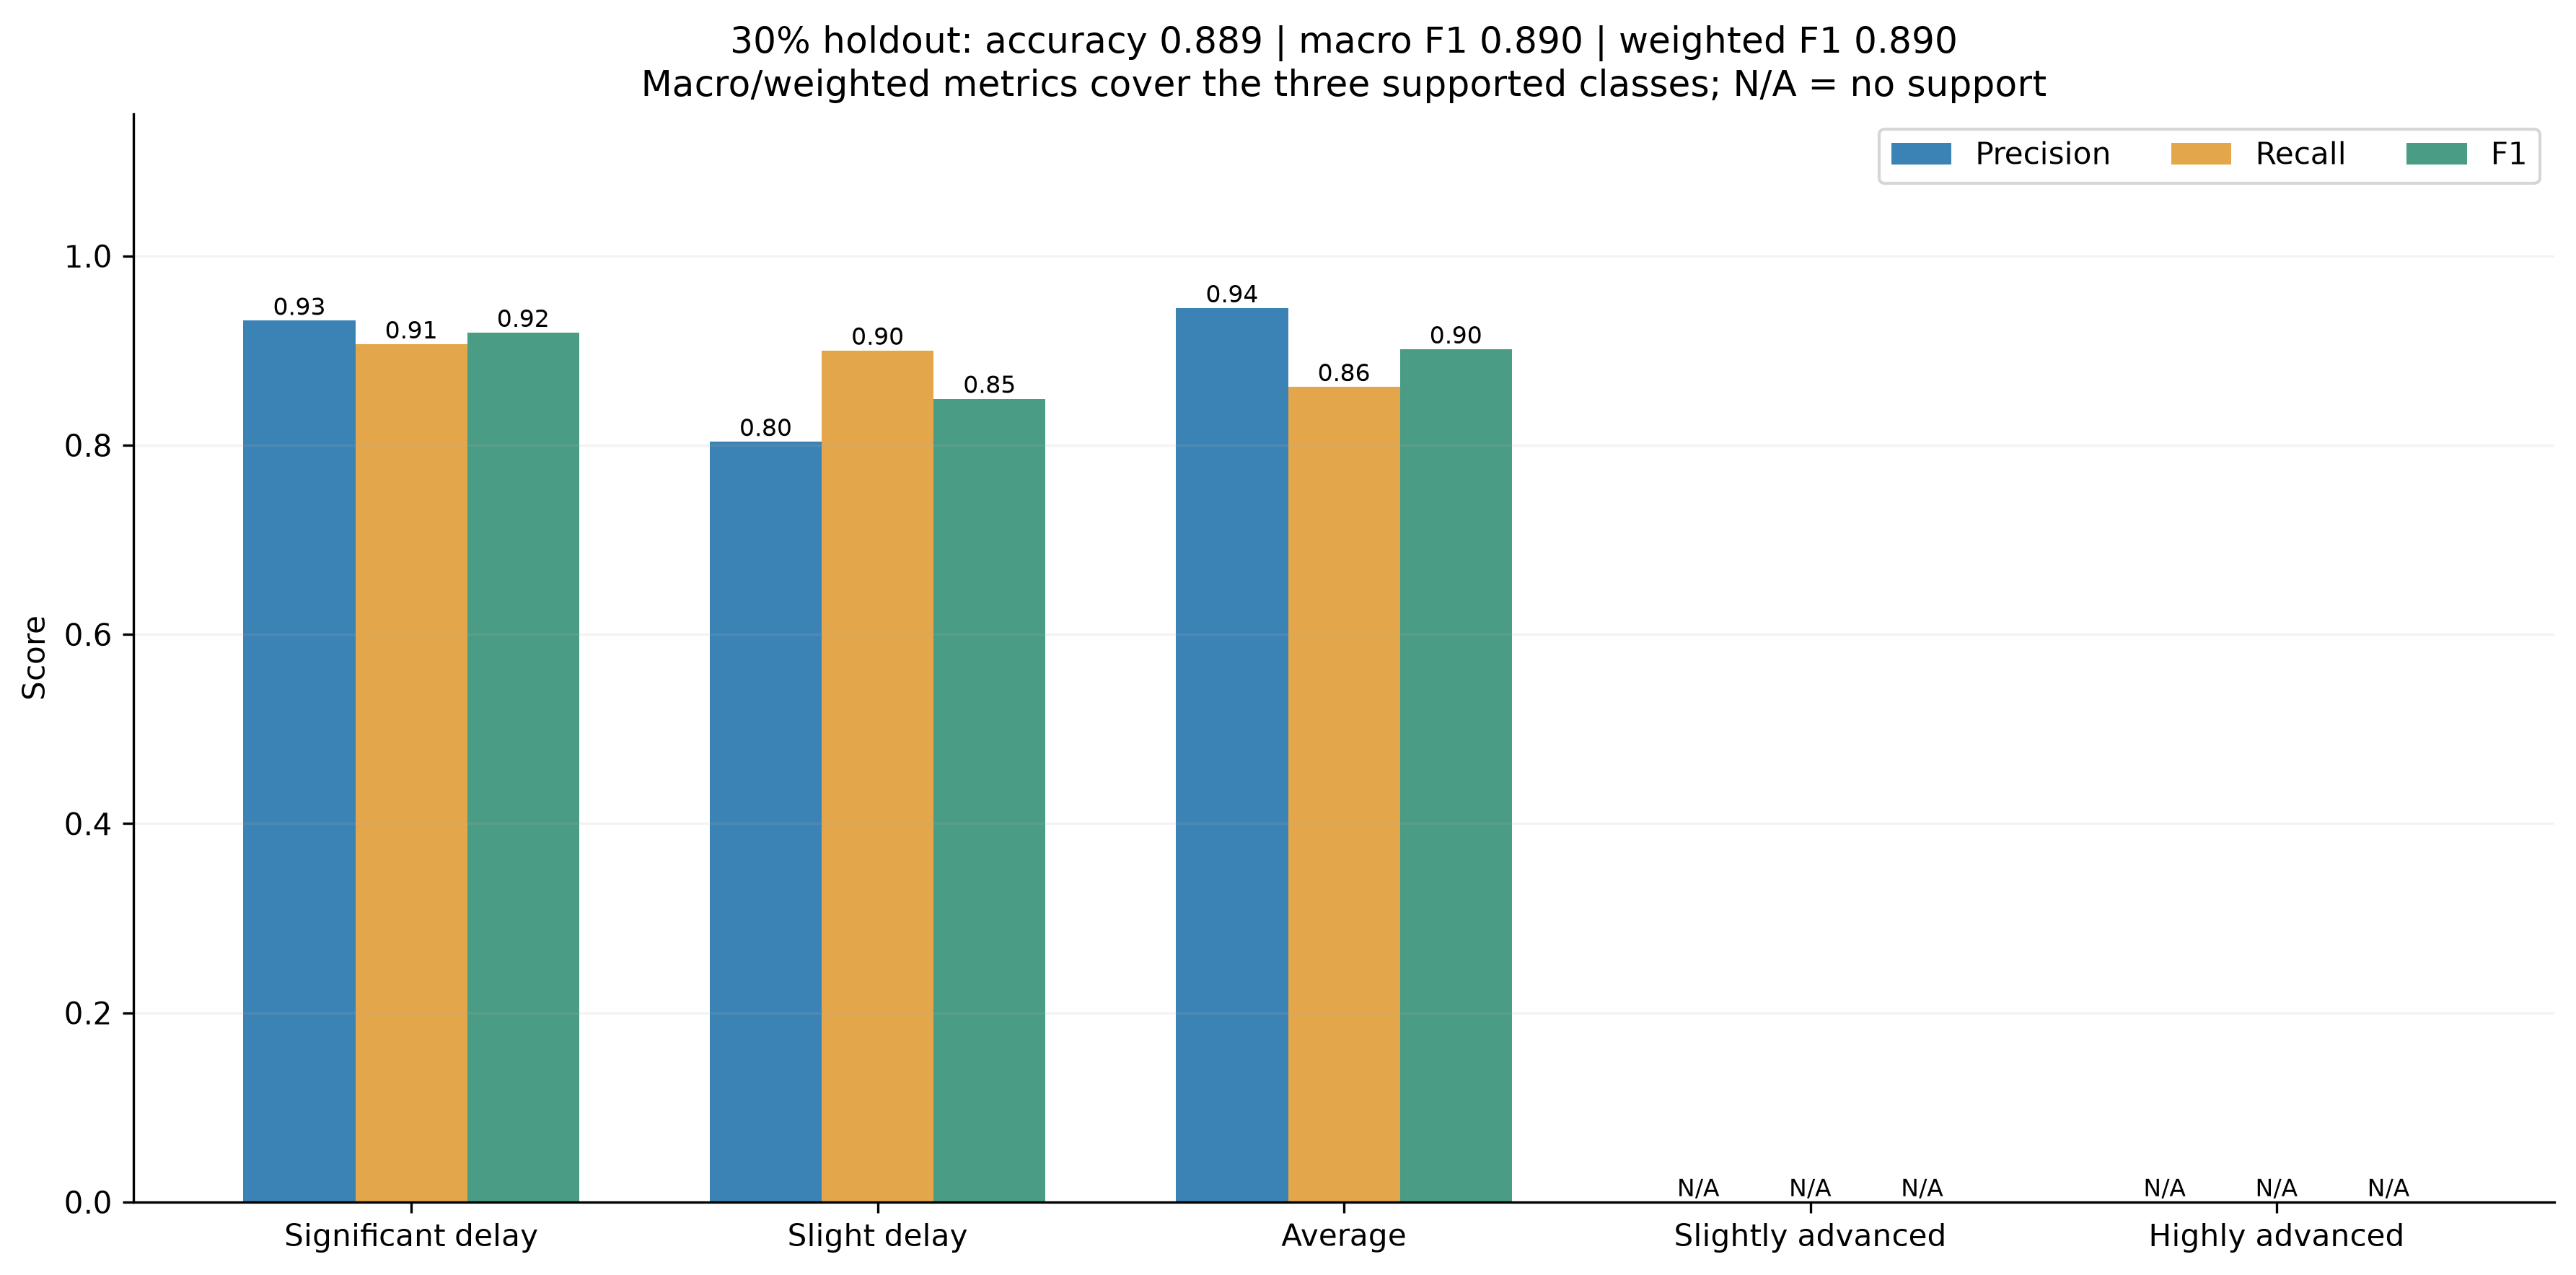 30% holdout: accuracy 0.889 | macro F1 0.890 | weighted F1 0.890
Macro/weighted metrics cover the three supported classes; N/A = no support
Precision Recall F1
1.0
0.8
0.6
0.4
0.2
0.0
Score
0.93 0.91 0.92
0.80 0.90 0.85
0.94 0.86 0.90
N/A N/A N/A
N/A N/A N/A
Significant delay Slight delay Average Slightly advanced Highly advanced